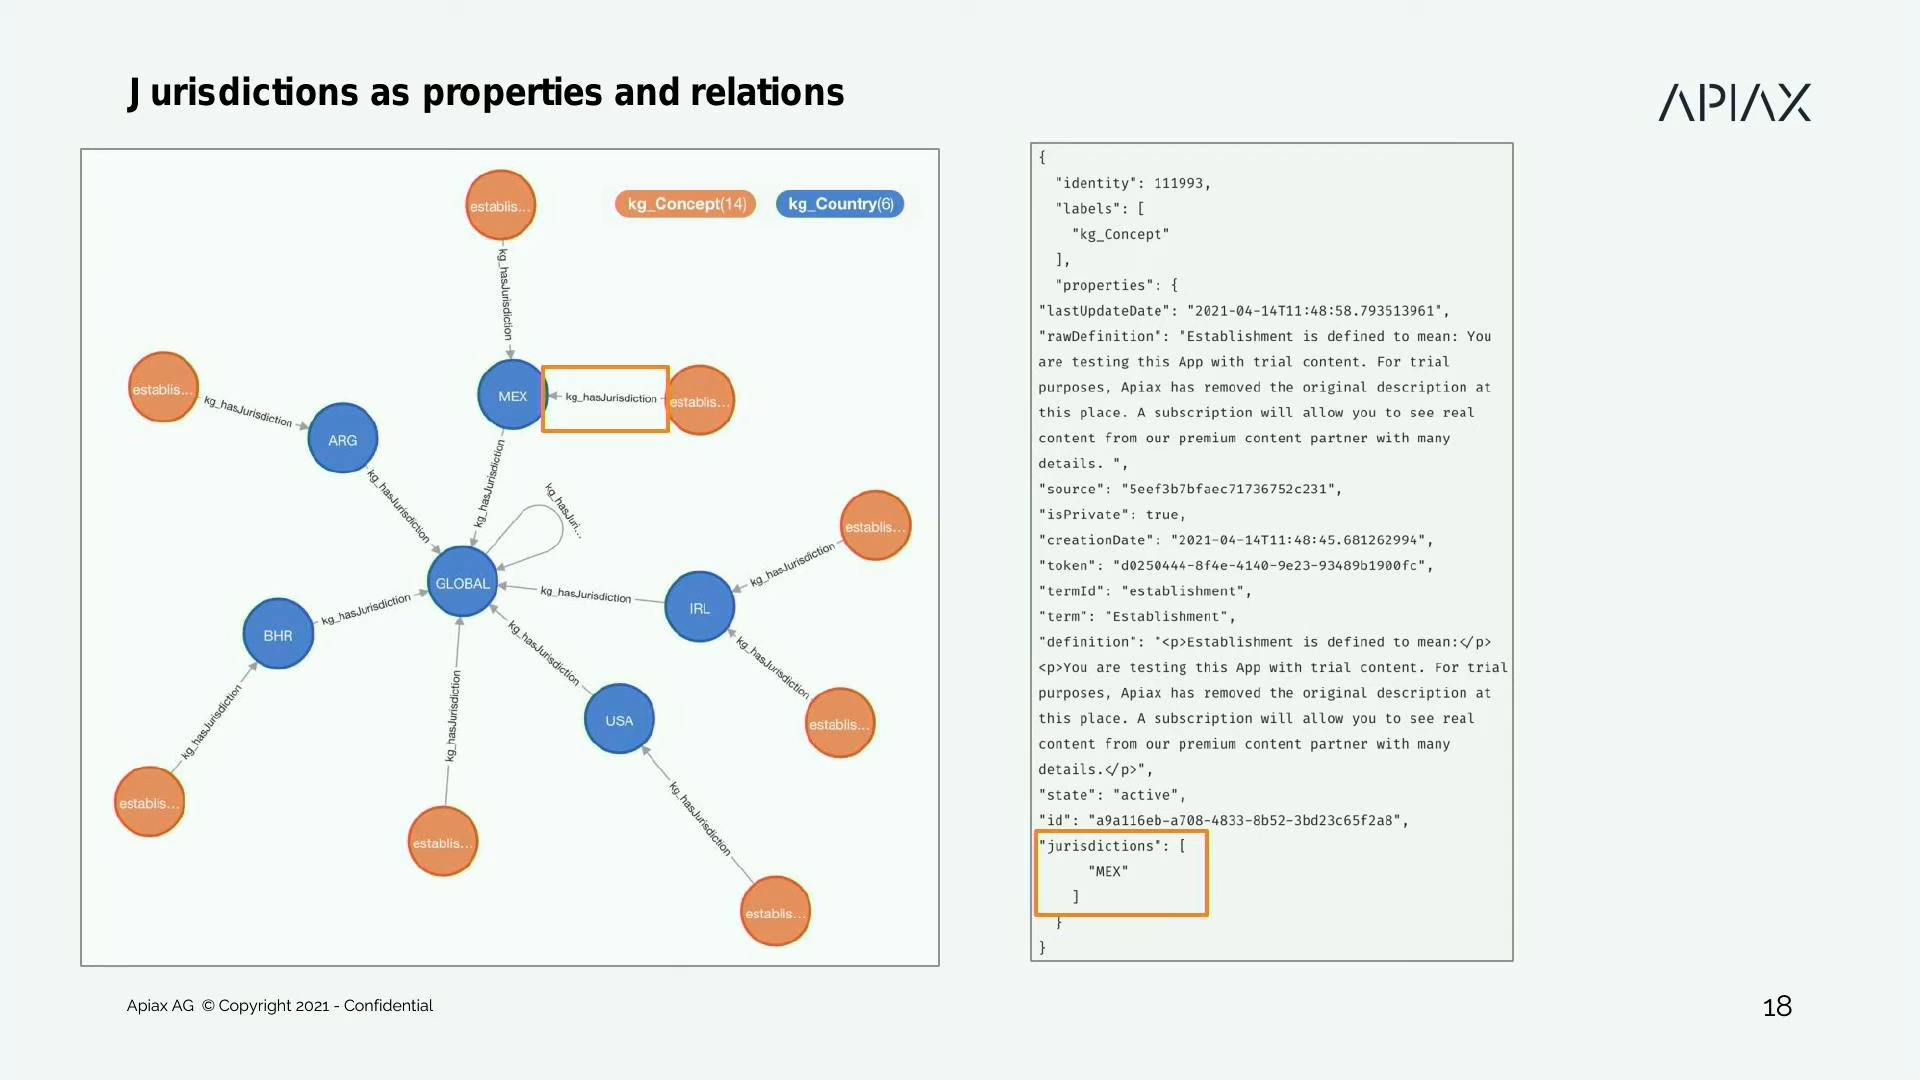 Jurisdictions as properties and relations
APIAX
establis...
kg_Concept(14)
kg_Country(6)
kg_hasJurisdiction
establis...
kg_hasJurisdiction
ARG
MEX
kg_hasJurisdiction
establis...
kg_hasJurisdiction
kg_hasJurisdiction
kg_hasJuri...
establis...
GLOBAL
kg_hasJurisdiction
kg_hasJurisdiction
IRL
BHR
kg_hasJurisdiction
kg_hasJurisdiction
kg_hasJurisdiction
establis...
kg_hasJurisdiction
kg_hasJurisdiction
USA
establis...
establis...
kg_hasJurisdiction
establis...
{
"identity": 111993,
"labels": [
"kg_Concept"
],
"properties": {
"lastUpdateDate": "2021-04-14T11:48:58.793513961",
"rawDefinition": "Establishment is defined to mean: You
are testing this App with trial content. For trial
purposes, Apiax has removed the original description at
this place. A subscription will allow you to see real
content from our premium content partner with many
details. ",
"source": "5eef3b7bfaec71736752c231",
"isPrivate": true,
"creationDate": "2021-04-14T11:48:45.681262994",
"token": "d0250444-8f4e-4140-9e23-93489b1900fc",
"termId": "establishment",
"term": "Establishment",
"definition": "<p>Establishment is defined to mean:</p>
<p>You are testing this App with trial content. For trial
purposes, Apiax has removed the original description at
this place. A subscription will allow you to see real
content from our premium content partner with many
details.</p>",
"state": "active",
"id": "a9a116eb-a708-4833-8b52-3bd23c65f2a8",
"jurisdictions": [
"MEX"
]
}
}
Apiax AG © Copyright 2021 - Confidential
18